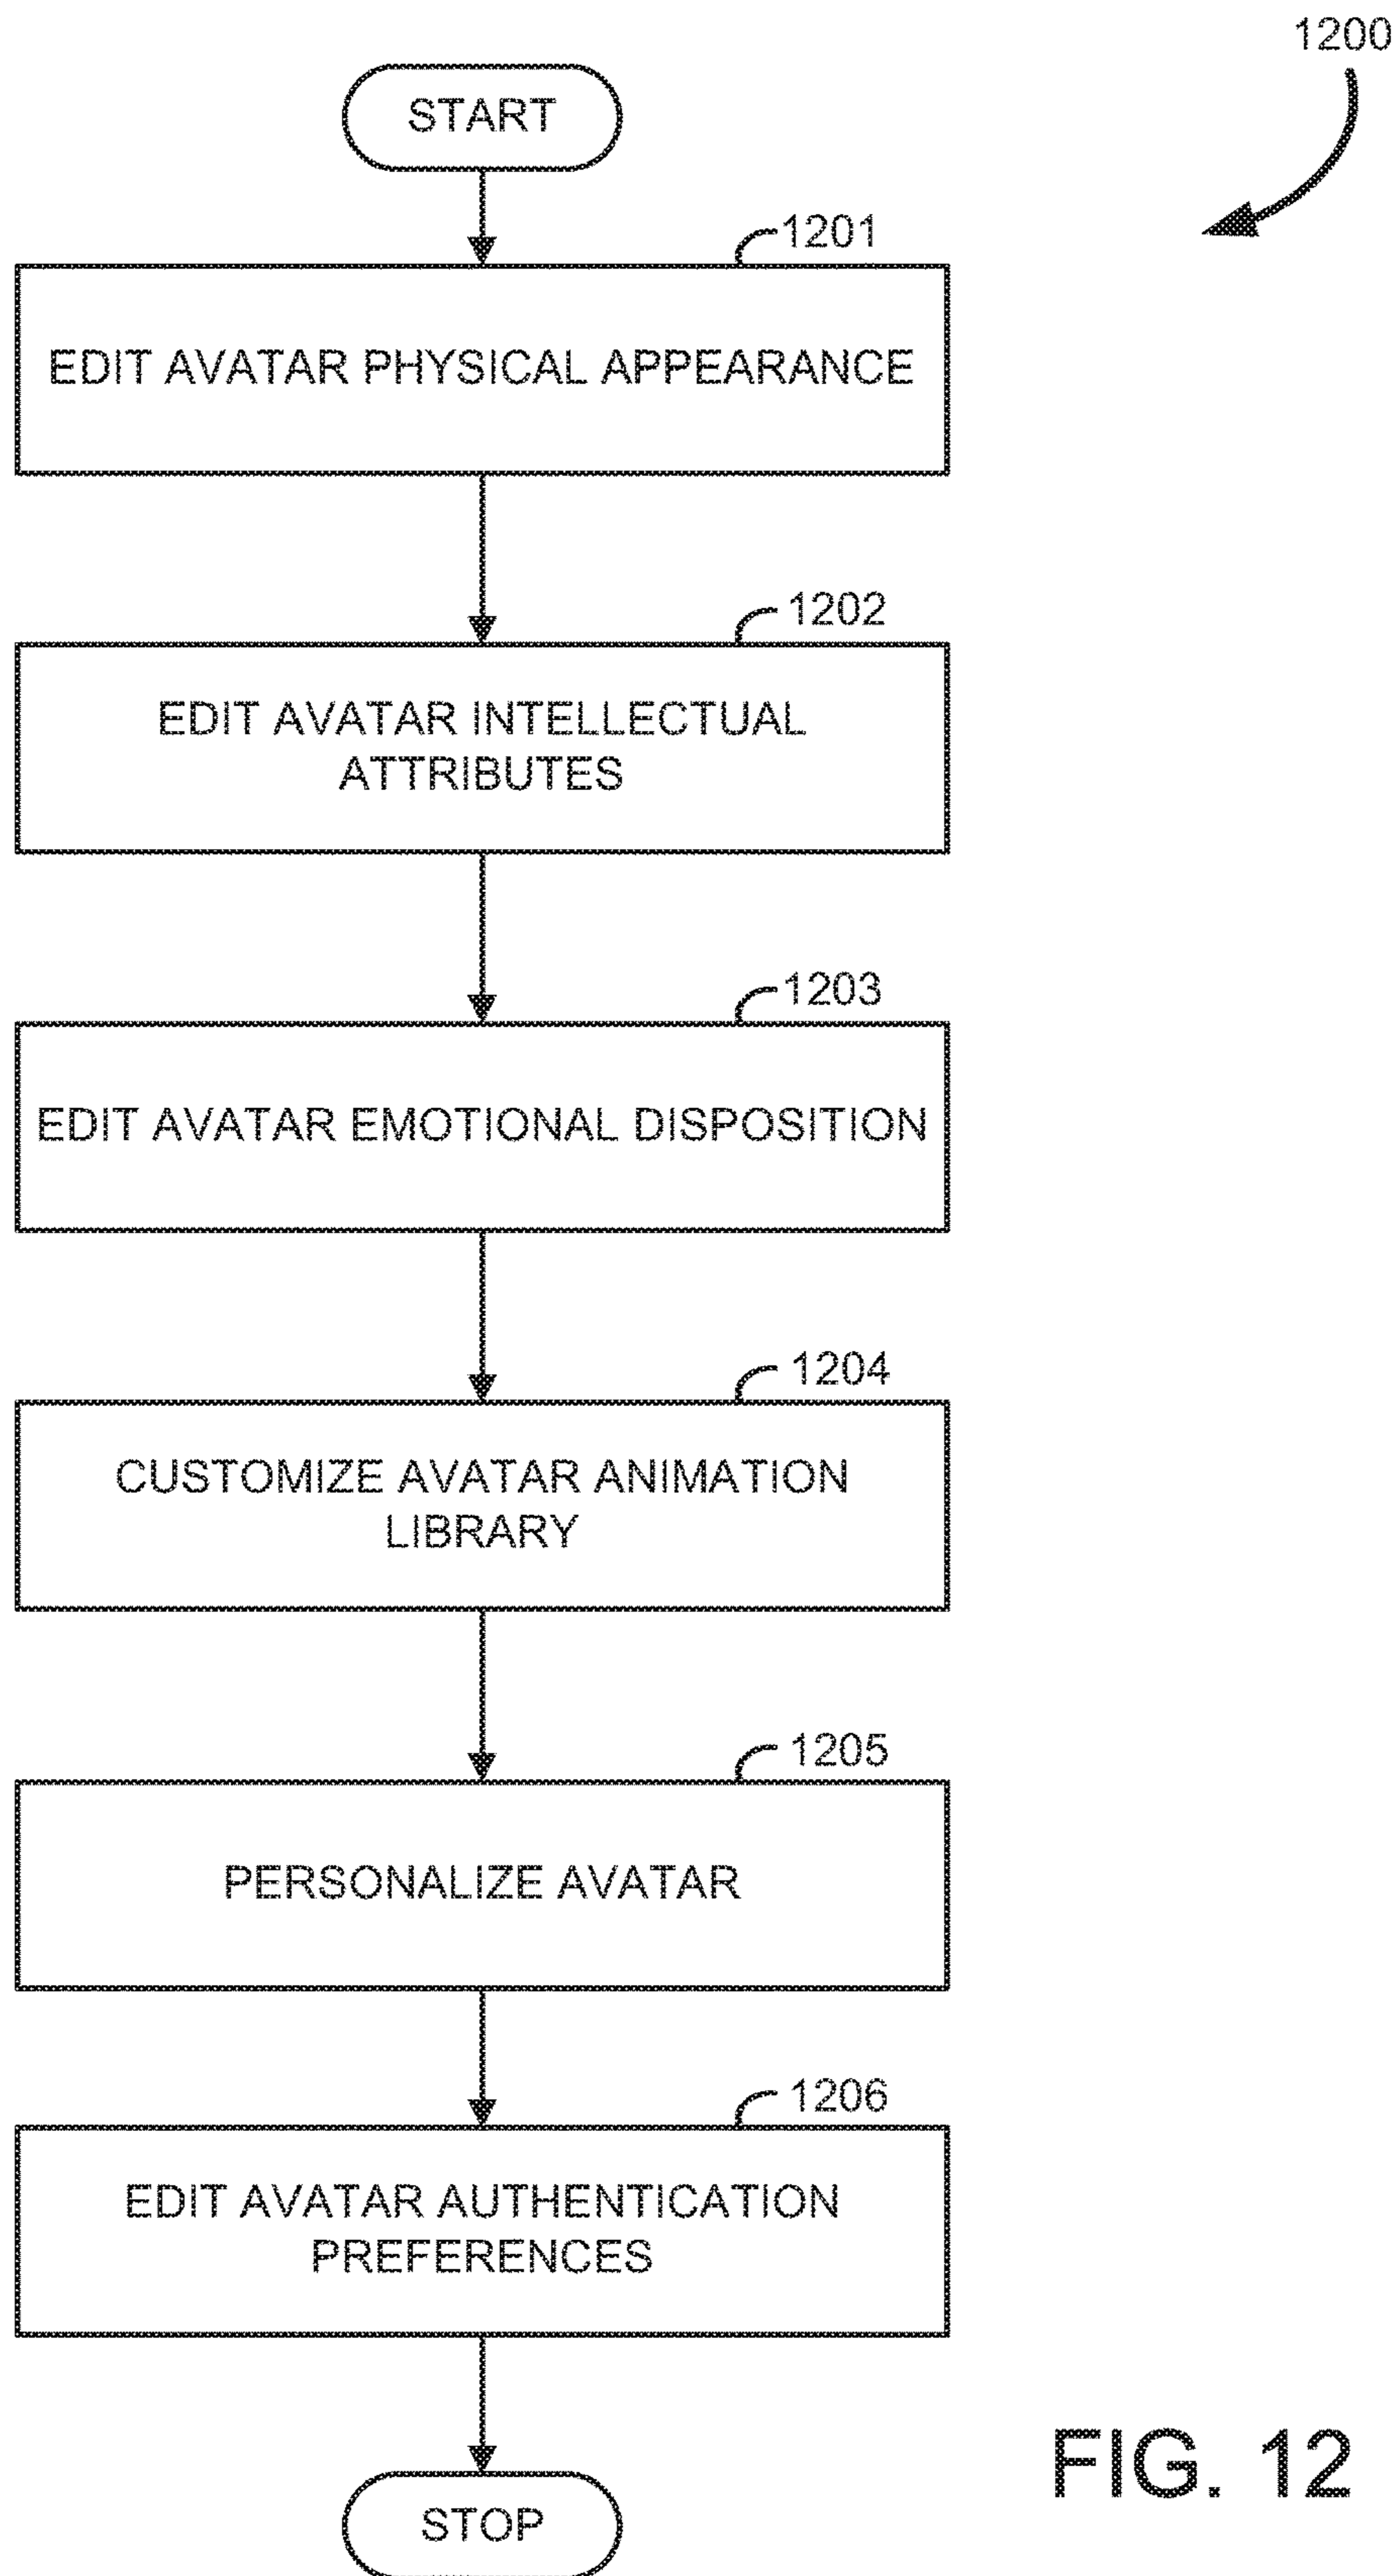 1200
START
1201
EDIT AVATAR PHYSICAL APPEARANCE
1202
EDIT AVATAR INTELLECTUAL
ATTRIBUTES
1203
EDIT AVATAR EMOTIONAL DISPOSITION
1204
CUSTOMIZE AVATAR ANIMATION
LIBRARY
1205
PERSONALIZE AVATAR
1206
EDIT AVATAR AUTHENTICATION
PREFERENCES
STOP
FIG. 12